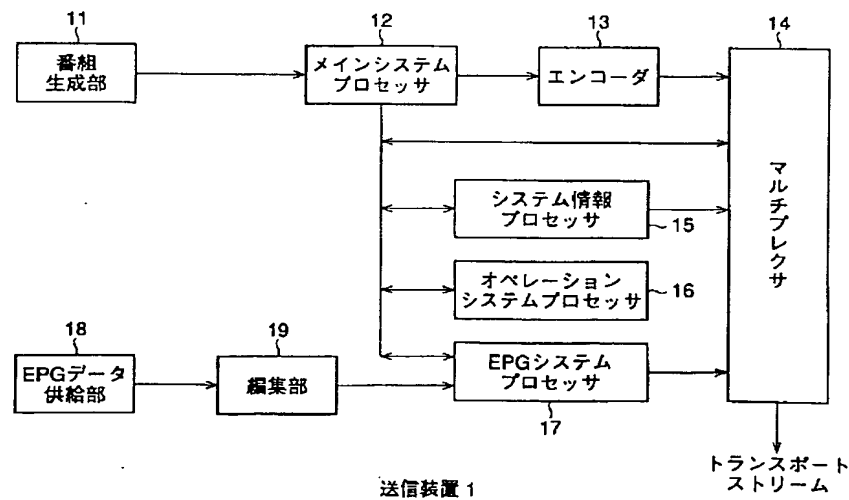 11
番組
生成部
12
メインシステム
プロセッサ
13
エンコーダ
14
マルチプレクサ
システム情報
プロセッサ
15
オペレーション
システムプロセッサ
16
18
EPGデータ
供給部
19
編集部
EPGシステム
プロセッサ
17
トランスポート
ストリーム
送信装置1